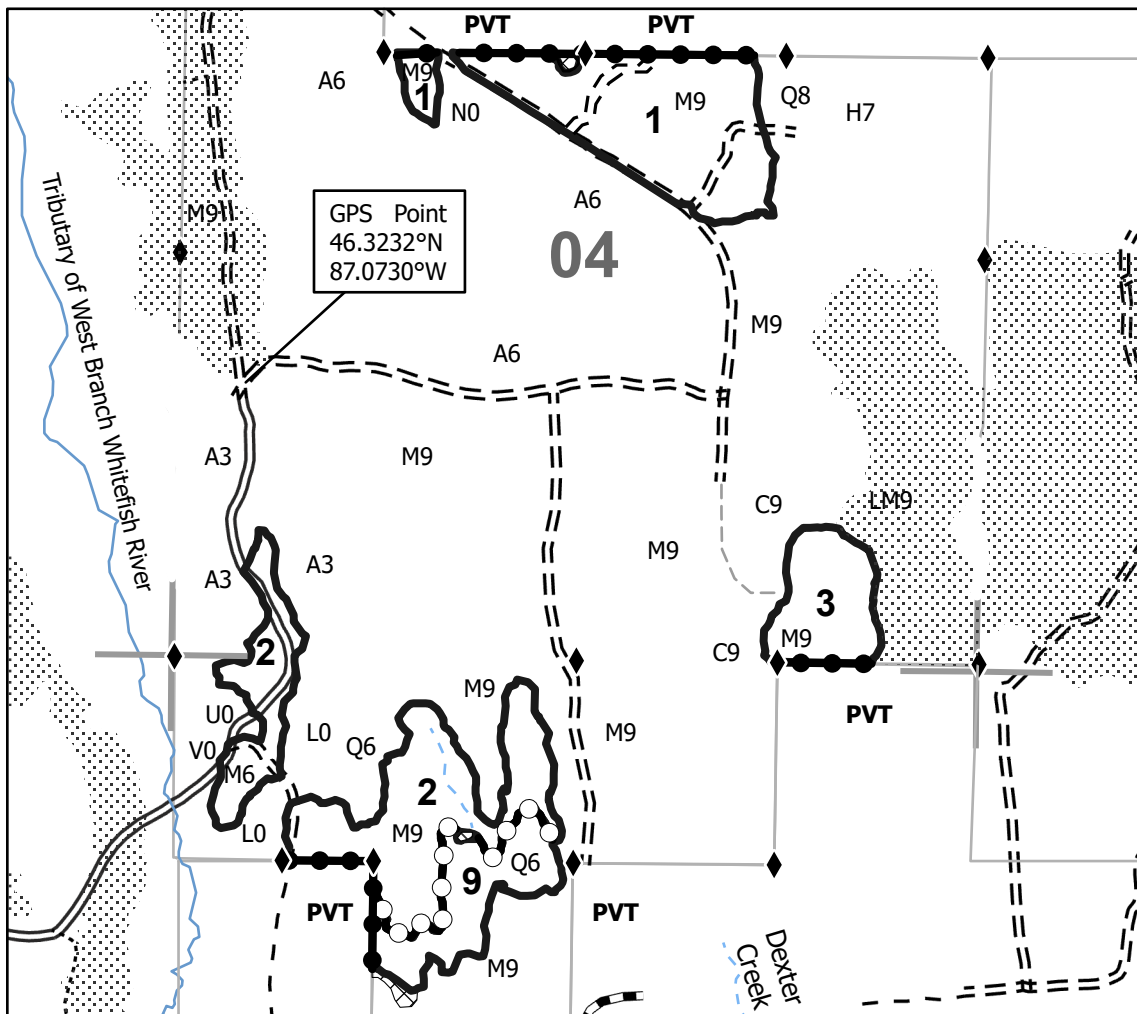 PVT
PVT
M9
A6
1
N0
M9
Q8
1
H7
A6
M9
GPS Point
46.3232°N
87.0730°W
04
Tributary of West Branch Whitefish River
M9
A6
A3
M9
C9
LM9
M9
A3
A3
3
2
M9
C9
M9
U0
L0
Q6
V0
M6
M9
PVT
2
L0
M9
Q6
9
PVT
PVT
M9
Dexter
Creek